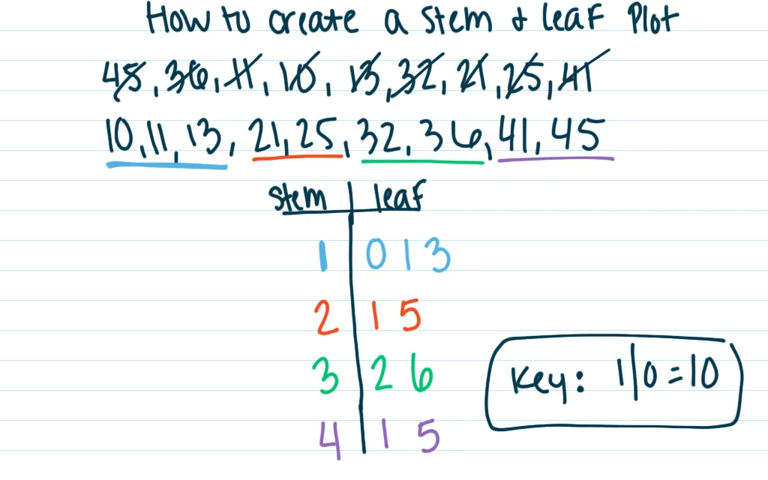 How to create a Stem & leaf Plot
45, 36, 11, 10, 13, 32, 21, 25, 41
10, 11, 13, 21, 25, 32, 36, 41, 45
Stem | leaf
1 | 0 1 3
2 | 1 5
3 | 2 6
Key: 1|0 = 10
4 | 1 5